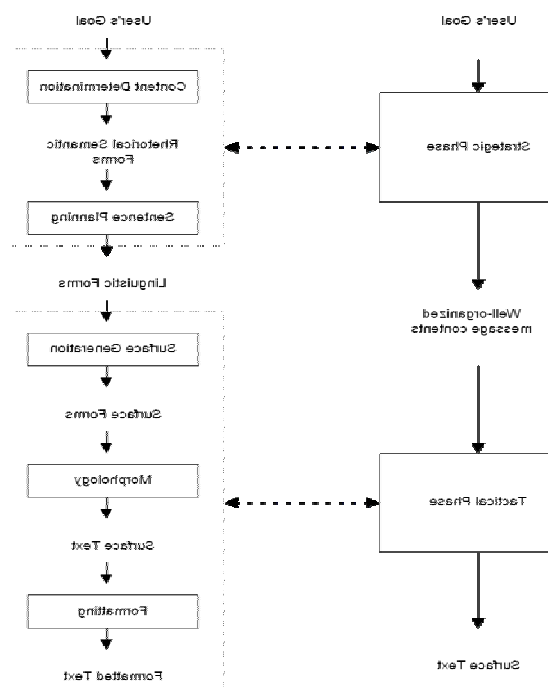 User's Goal
Content Determination
Rhetorical Semantic
Forms
Sentence Planning
Linguistic Forms
Surface Generation
Surface Forms
Morphology
Surface Text
Formatting
Formatted Text
User's Goal
Strategic Phase
Well-organized
message contents
Tactical Phase
Surface Text